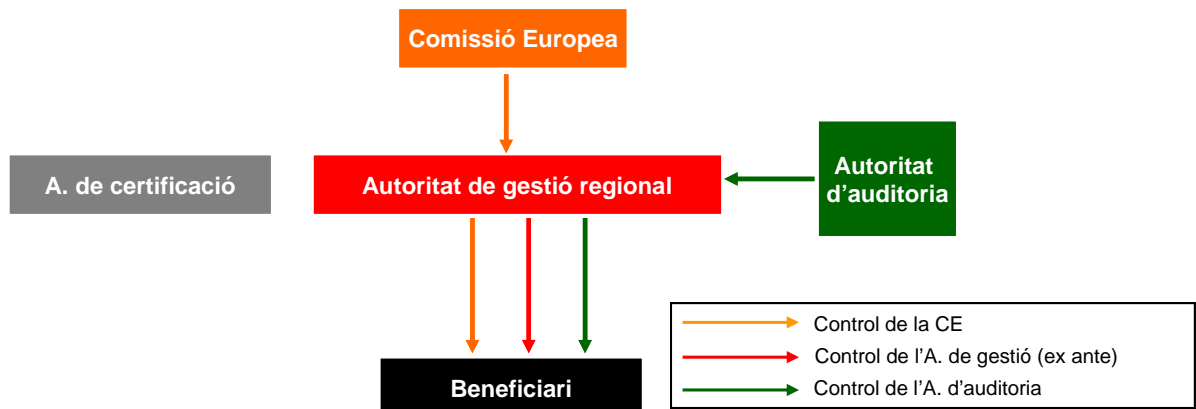 Comissió Europea
A. de certificació
Autoritat de gestió regional
Autoritat
d’auditoria
Beneficiari
Control de la CE
Control de l’A. de gestió (ex ante)
Control de l’A. d’auditoria